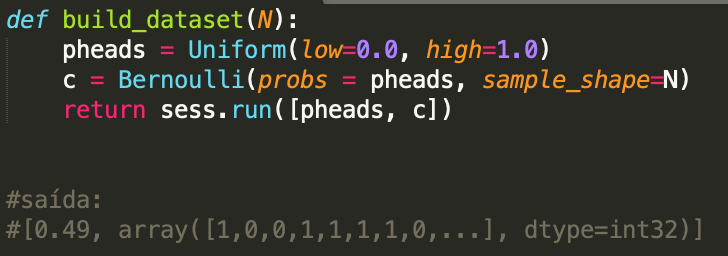 def build_dataset(N):
    pheads = Uniform(low=0.0, high=1.0)
    c = Bernoulli(probs = pheads, sample_shape=N)
    return sess.run([pheads, c])
#saída:
#[0.49, array([1,0,0,1,1,1,1,0,...], dtype=int32)]